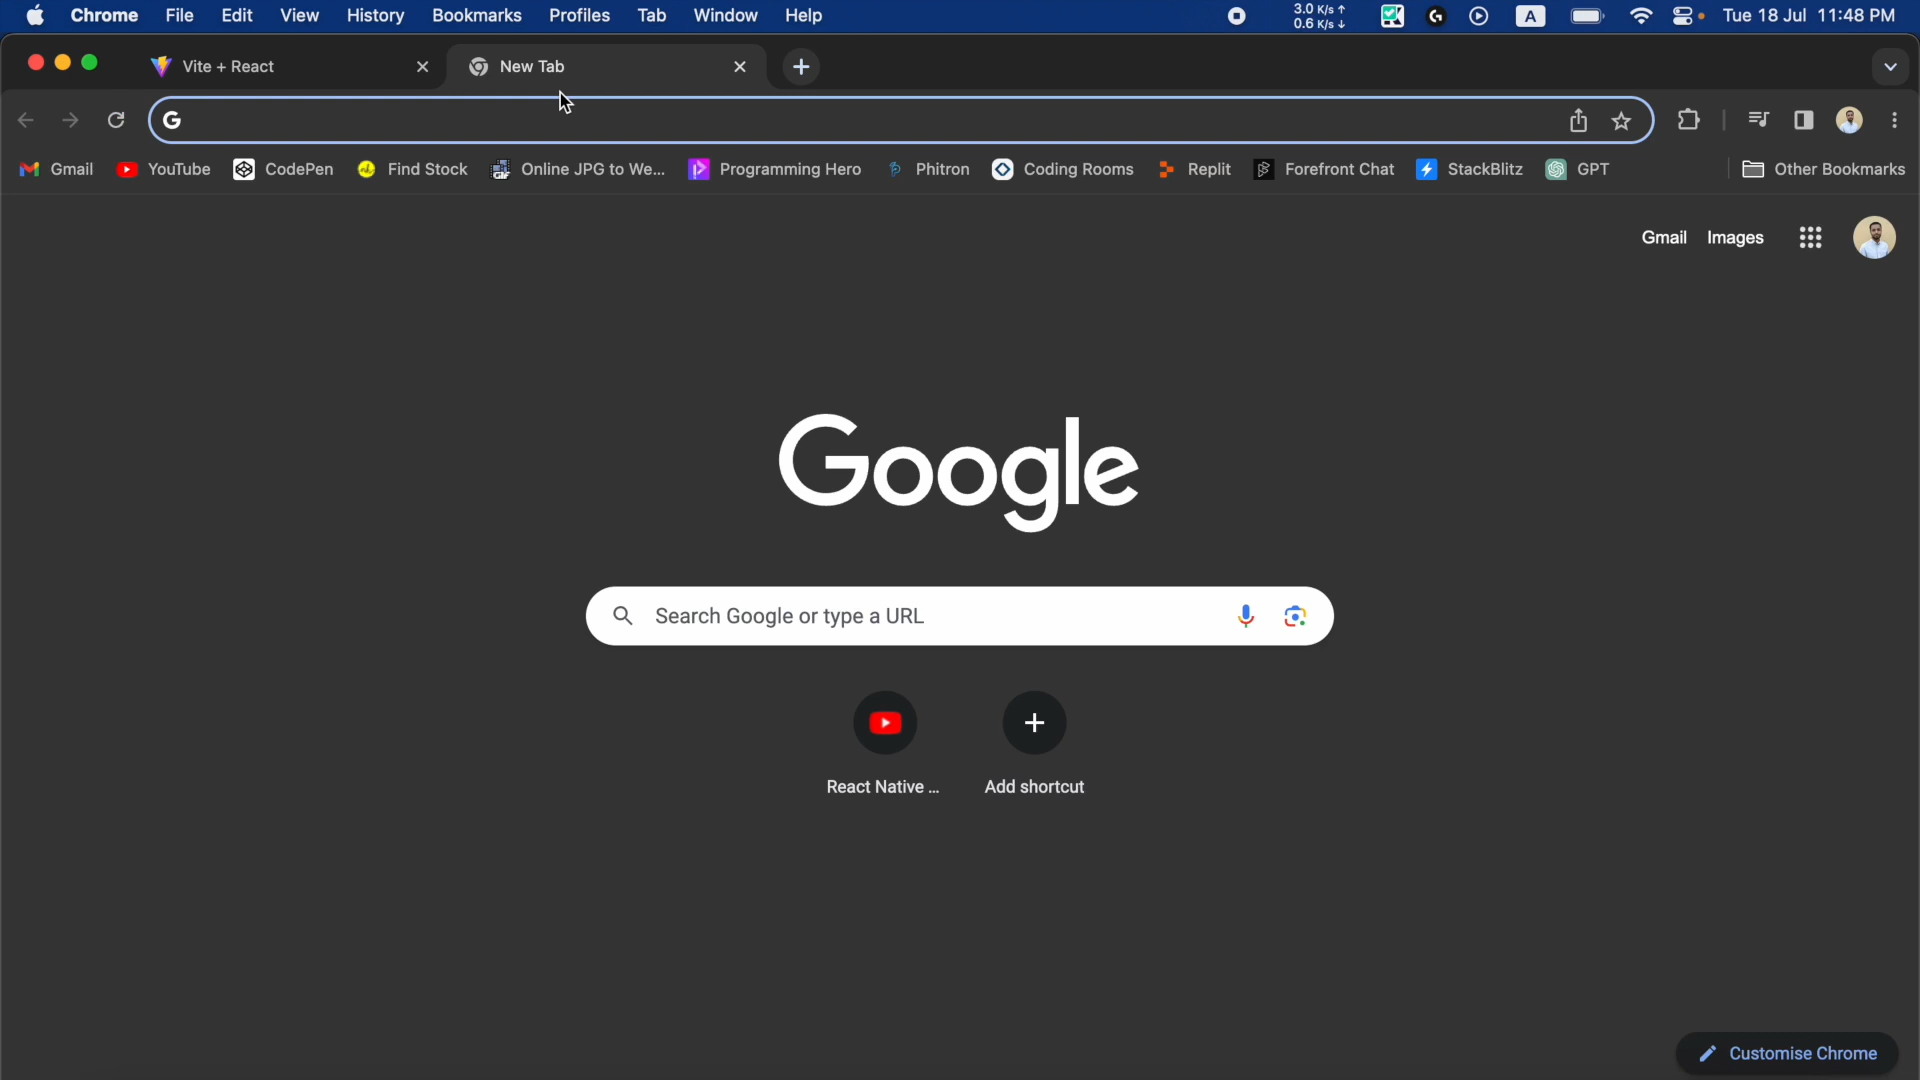 Chrome File Edit View History Bookmarks Profiles Tab Window Help
3.0 K/s ↑
0.6 K/s ↓
A
Tue 18 Jul 11:48 PM
Vite + React
New Tab
G
Gmail YouTube CodePen Find Stock Online JPG to We... Programming Hero Phitron Coding Rooms Replit Forefront Chat StackBlitz GPT Other Bookmarks
Gmail Images
Google
Search Google or type a URL
React Native ... Add shortcut
Customise Chrome